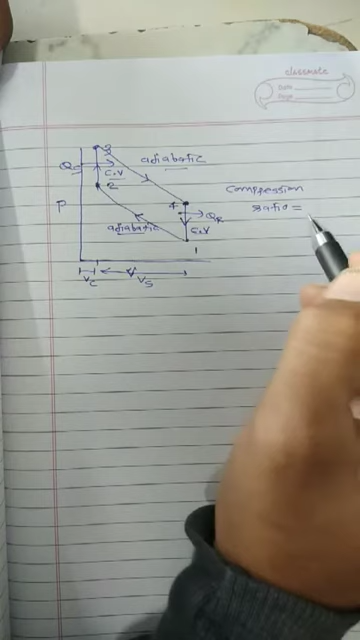 classmate
Date
Page
3
adiabatic
Qs
C.V
2
Compression
ratio =
P
4
QR
adiabatic
C.V
1
V
Vc
Vs